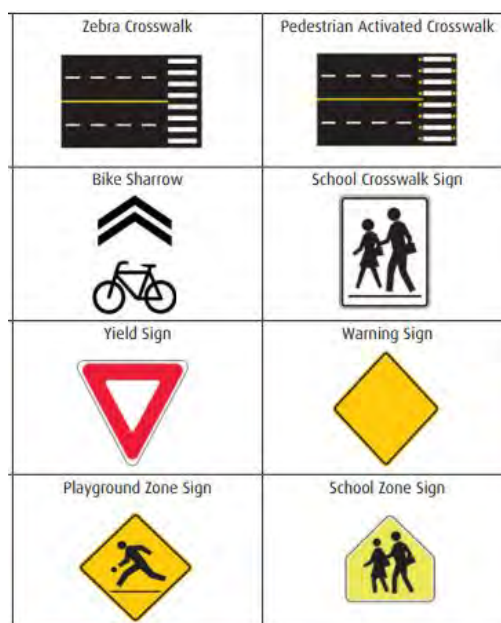 Zebra Crosswalk
Pedestrian Activated Crosswalk
Bike Sharrow
School Crosswalk Sign
Yield Sign
Warning Sign
Playground Zone Sign
School Zone Sign